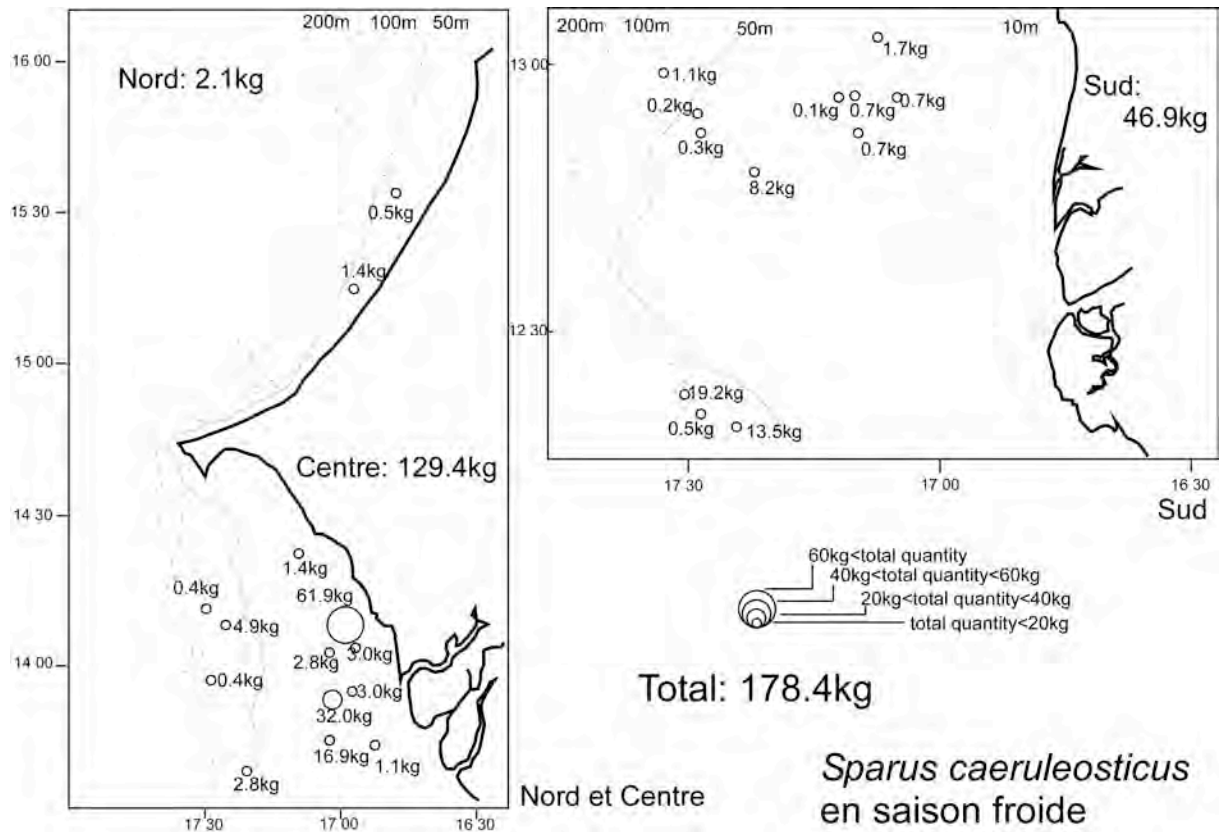 200m 100m 50m
16 00
Nord: 2.1kg
0.5kg
15 30
1.4kg
15 00
Centre: 129.4kg
14 30
1.4kg
0.4kg
61.9kg
4.9kg
2.8kg
3.0kg
14 00
0.4kg
3.0kg
32.0kg
16.9kg
1.1kg
2.8kg
17 30 17 00 16 30
Nord et Centre
200m 100m 50m 10m
1.7kg
13 00
1.1kg
Sud:
46.9kg
0.2kg
0.1kg
0.7kg
0.7kg
0.3kg
0.7kg
8.2kg
12 30
19.2kg
0.5kg
13.5kg
17 30 17 00 16 30
Sud
60kg<total quantity
40kg<total quantity<60kg
20kg<total quantity<40kg
total quantity<20kg
Total: 178.4kg
Sparus caeruleosticus
en saison froide